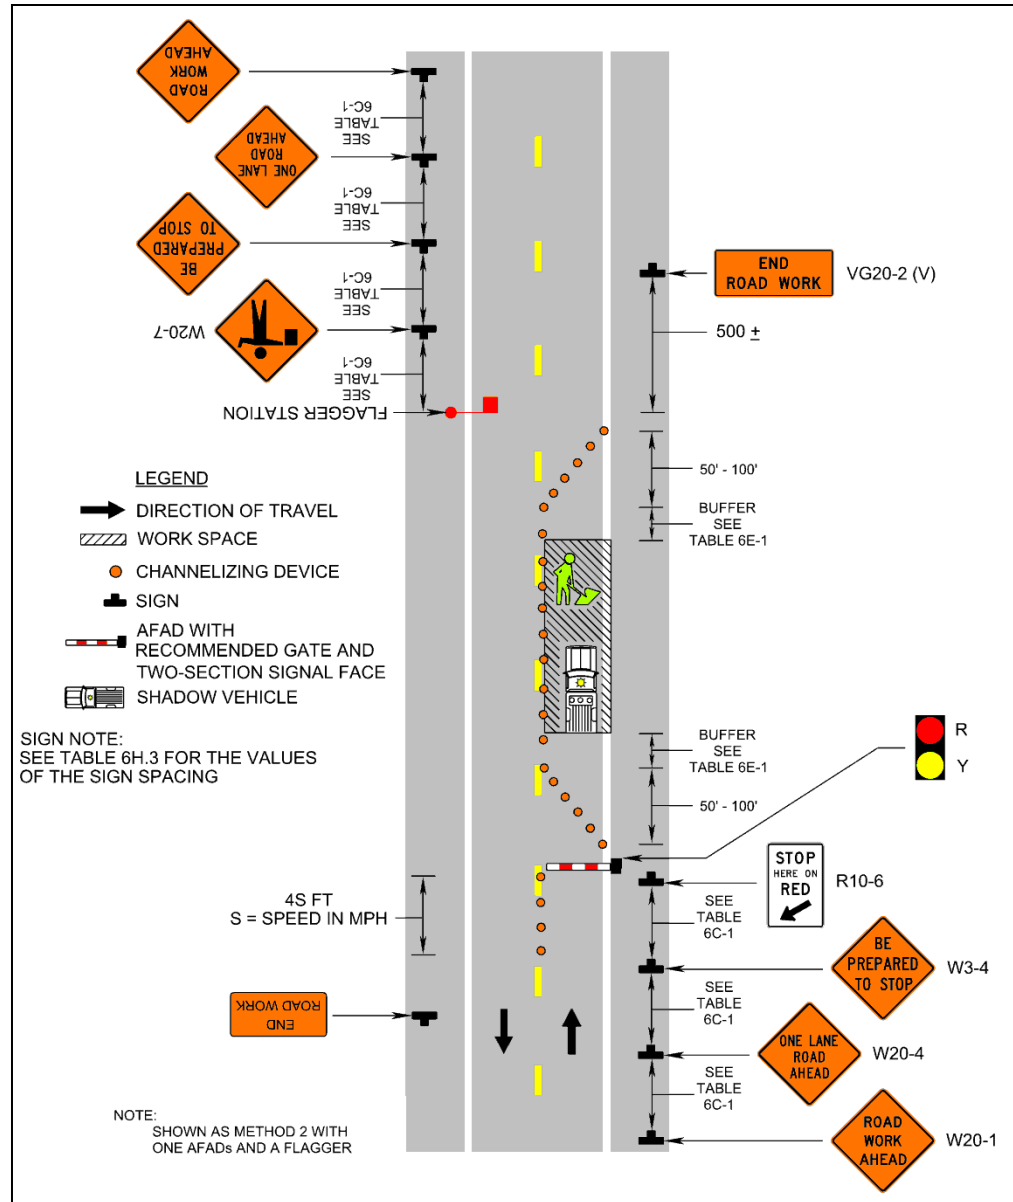 ROAD
WORK
AHEAD
SEE
TABLE
6C-1
ONE LANE
ROAD
AHEAD
SEE
TABLE
6C-1
BE
PREPARED
TO STOP
SEE
TABLE
6C-1
W20-7
SEE
TABLE
6C-1
FLAGGER STATION
END
ROAD WORK
VG20-2 (V)
500 ±
50' - 100'
BUFFER
SEE
TABLE 6E-1
LEGEND
DIRECTION OF TRAVEL
WORK SPACE
CHANNELIZING DEVICE
SIGN
AFAD WITH
RECOMMENDED GATE AND
TWO-SECTION SIGNAL FACE
SHADOW VEHICLE
SIGN NOTE:
SEE TABLE 6H.3 FOR THE VALUES
OF THE SIGN SPACING
BUFFER
SEE
TABLE 6E-1
50' - 100'
R
Y
STOP
HERE ON
RED
R10-6
4S FT
S = SPEED IN MPH
SEE
TABLE
6C-1
BE
PREPARED
TO STOP
W3-4
SEE
TABLE
6C-1
END
ROAD WORK
ONE LANE
ROAD
AHEAD
W20-4
SEE
TABLE
6C-1
ROAD
WORK
AHEAD
W20-1
NOTE:
SHOWN AS METHOD 2 WITH
ONE AFADs AND A FLAGGER